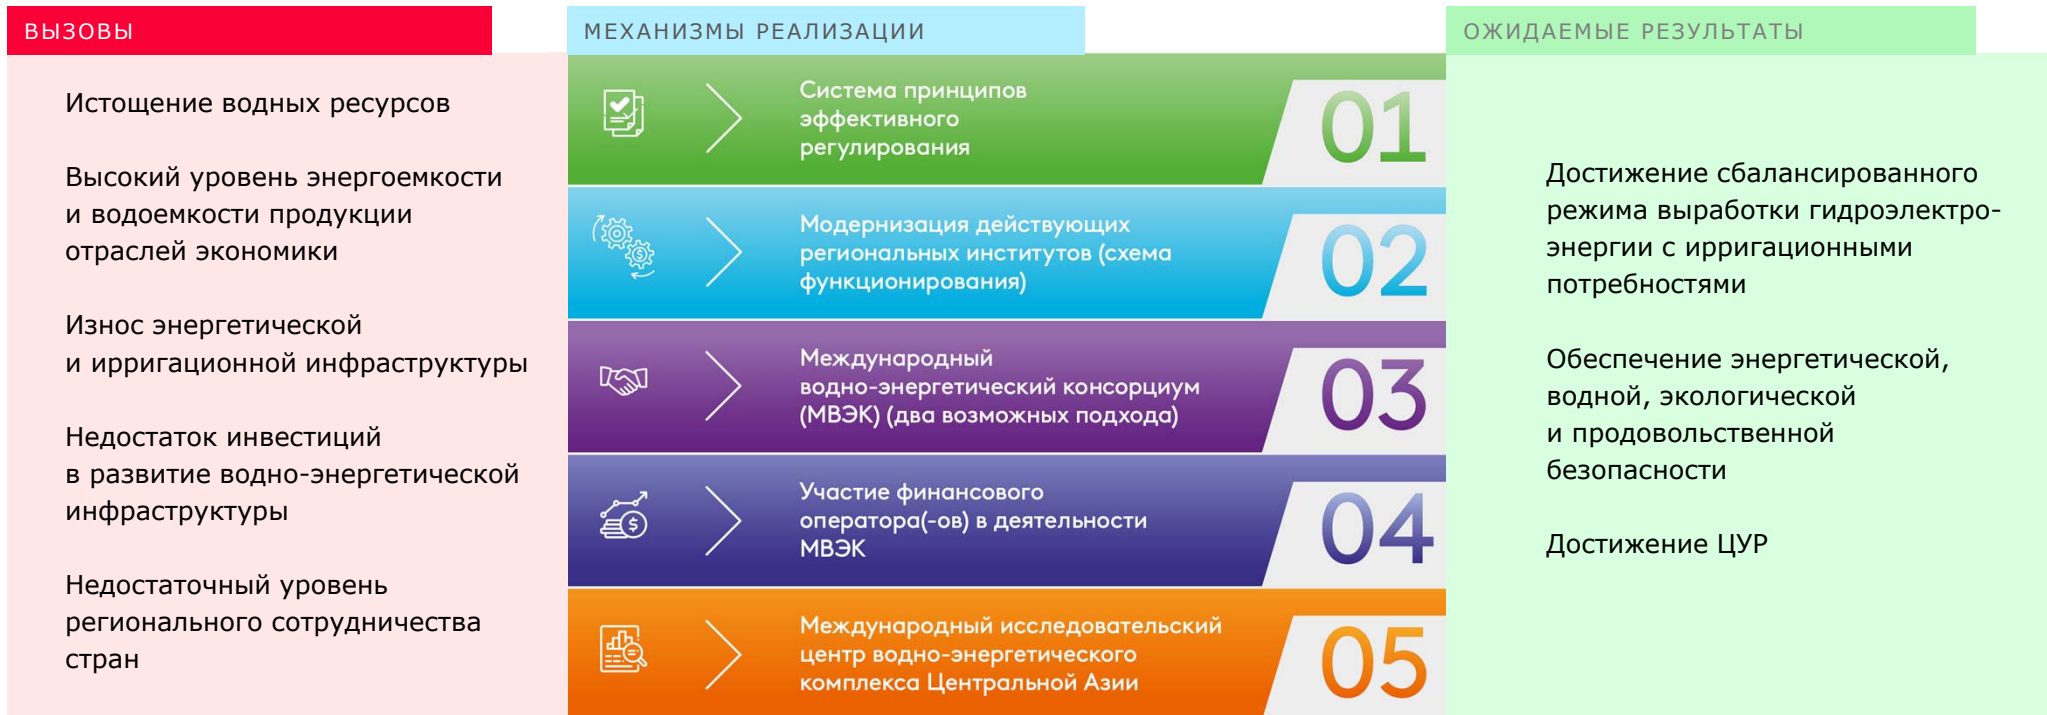 ВЫЗОВЫ
Истощение водных ресурсов
Высокий уровень энергоемкости
и водоемкости продукции
отраслей экономики
Износ энергетической
и ирригационной инфраструктуры
Недостаток инвестиций
в развитие водно-энергетической
инфраструктуры
Недостаточный уровень
регионального сотрудничества
стран
МЕХАНИЗМЫ РЕАЛИЗАЦИИ
Система принципов
эффективного
регулирования
01
Модернизация действующих
региональных институтов (схема
функционирования)
02
Международный
водно-энергетический консорциум
(МВЭК) (два возможных подхода)
03
Участие финансового
оператора(-ов) в деятельности
МВЭК
04
Международный исследовательский
центр водно-энергетического
комплекса Центральной Азии
05
ОЖИДАЕМЫЕ РЕЗУЛЬТАТЫ
Достижение сбалансированного
режима выработки гидроэлектро-
энергии с ирригационными
потребностями
Обеспечение энергетической,
водной, экологической
и продовольственной
безопасности
Достижение ЦУР